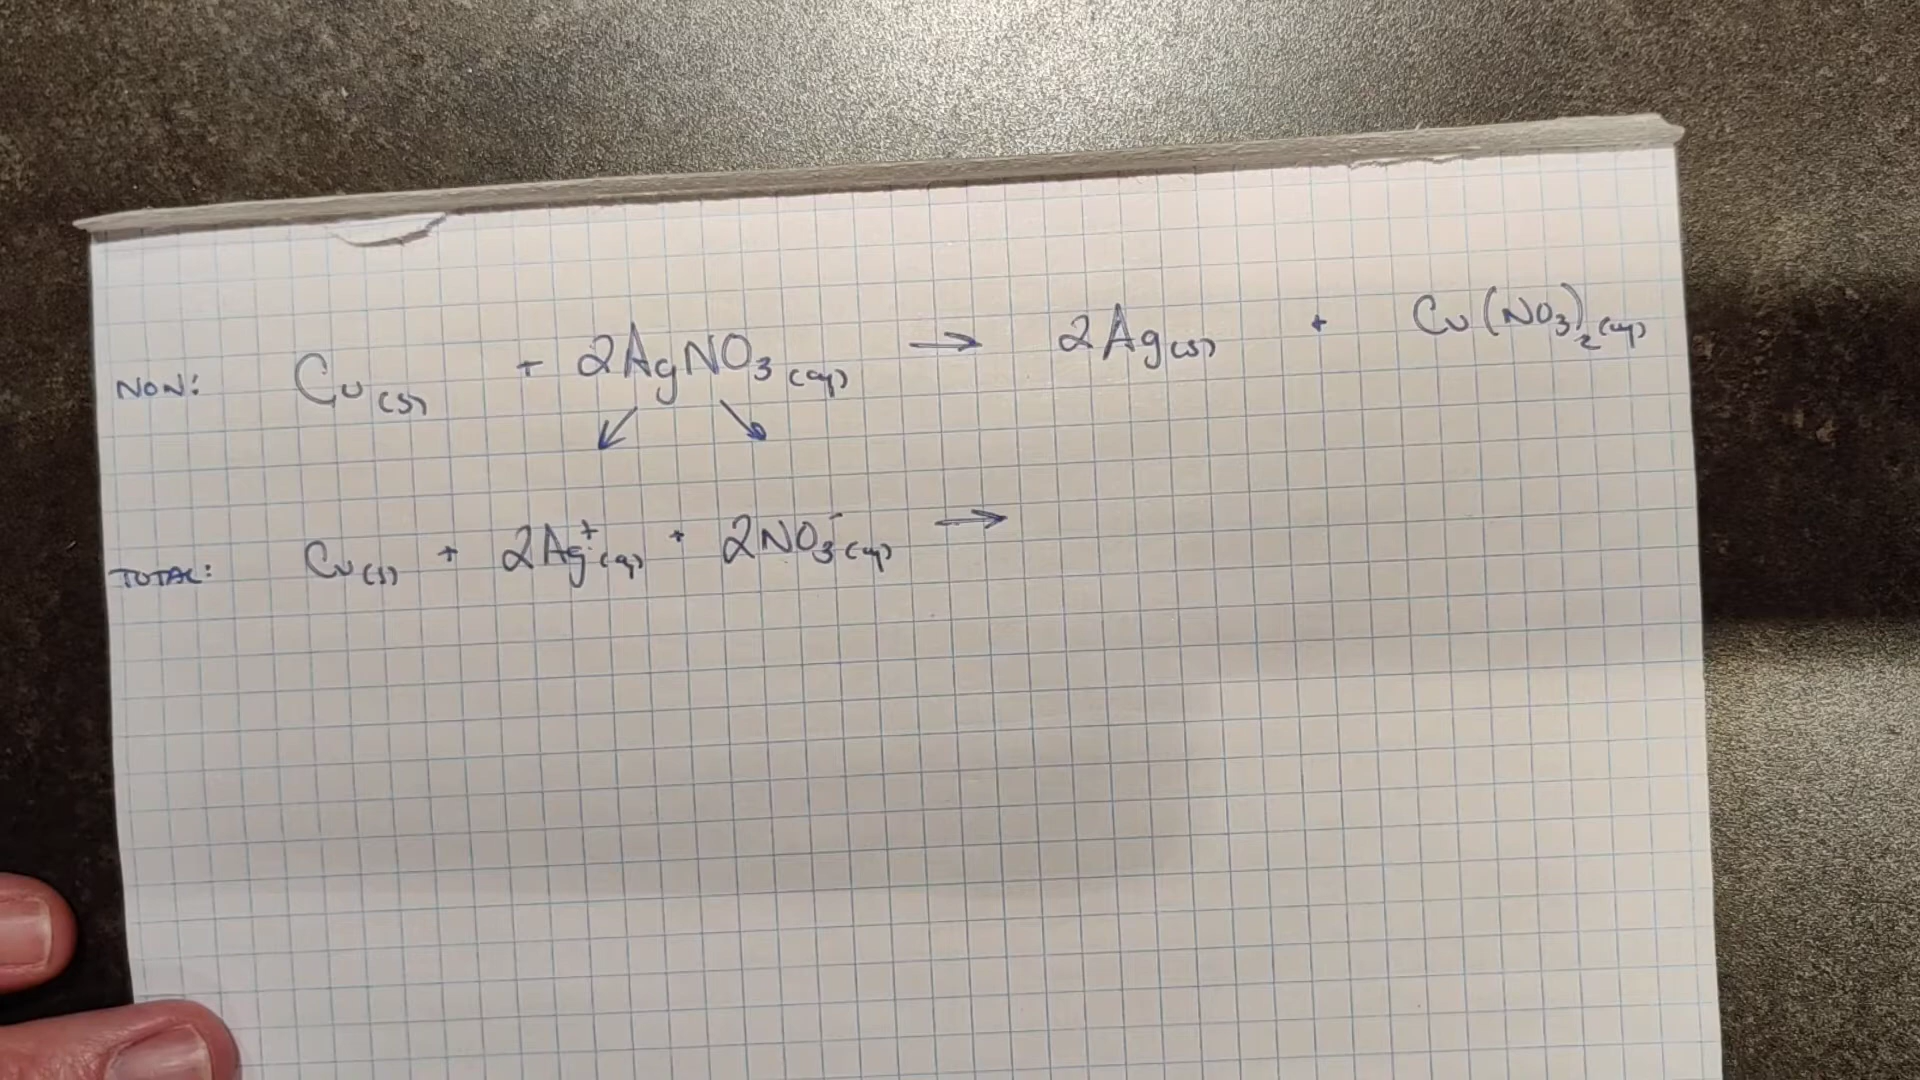 NON: Cu(s) + 2AgNO₃(aq) → 2Ag(s) + Cu(NO₃)₂(aq)
TOTAL: Cu(s) + 2Ag⁺(aq) + 2NO₃⁻(aq) →